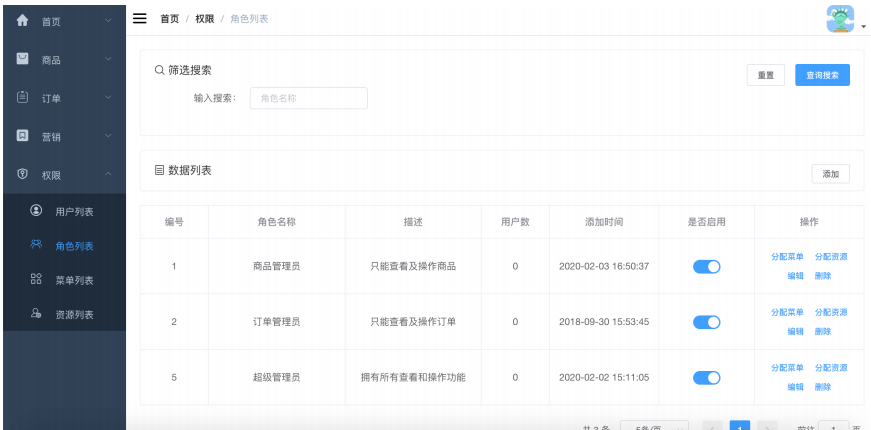 首页
商品
订单
营销
权限
用户列表
角色列表
菜单列表
资源列表
首页 / 权限 / 角色列表
筛选搜索
重置 查询搜索
输入搜索： 角色名称
数据列表
添加
编号 角色名称 描述 用户数 添加时间 是否启用 操作
1 商品管理员 只能查看及操作商品 0 2020-02-03 16:50:37 分配菜单 分配资源
编辑 删除
2 订单管理员 只能查看及操作订单 0 2018-09-30 15:53:45 分配菜单 分配资源
编辑 删除
5 超级管理员 拥有所有查看和操作功能 0 2020-02-02 15:11:05 分配菜单 分配资源
编辑 删除
共 3 条 5条/页 < 1 > 前往 1 页